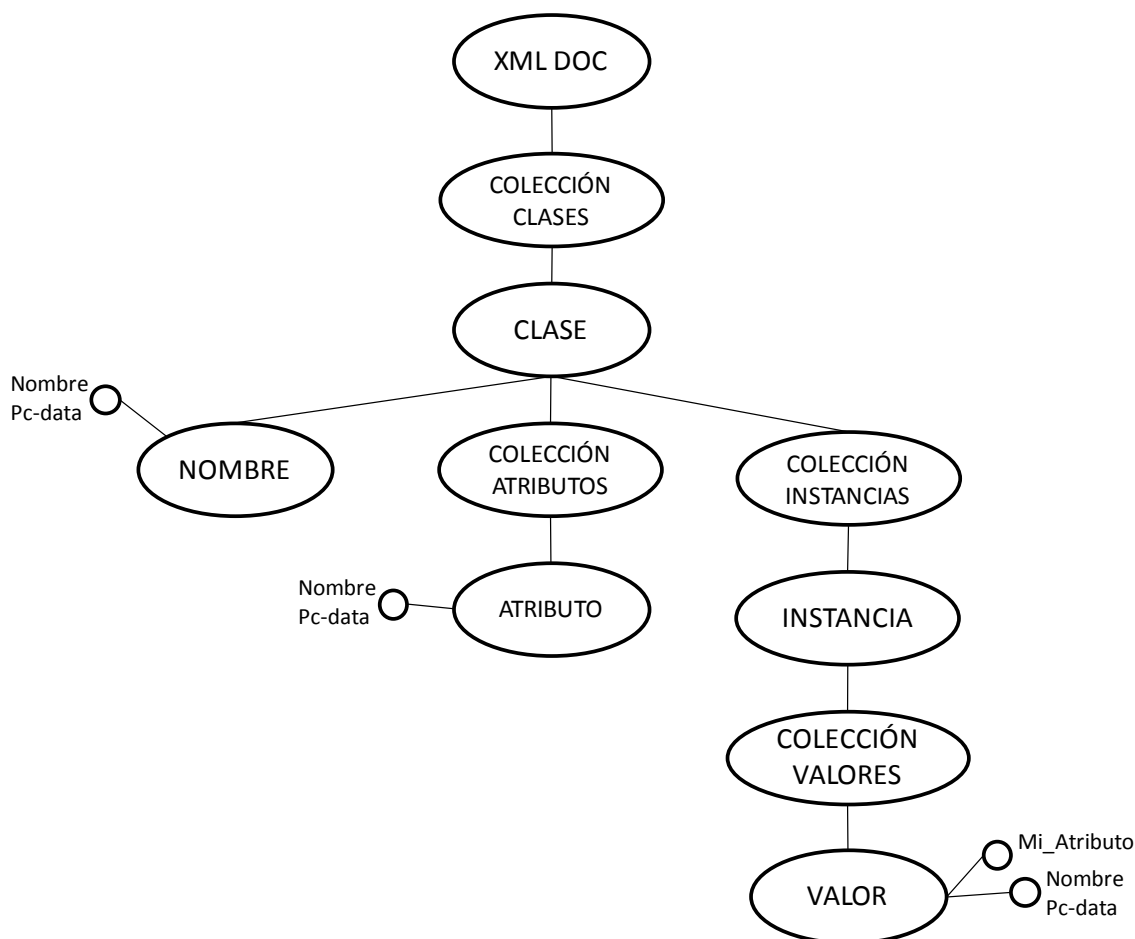 XML DOC
COLECCIÓN
CLASES
CLASE
Nombre
Pc-data
NOMBRE
COLECCIÓN
ATRIBUTOS
COLECCIÓN
INSTANCIAS
Nombre
Pc-data
ATRIBUTO
INSTANCIA
COLECCIÓN
VALORES
Mi_Atributo
Nombre
Pc-data
VALOR